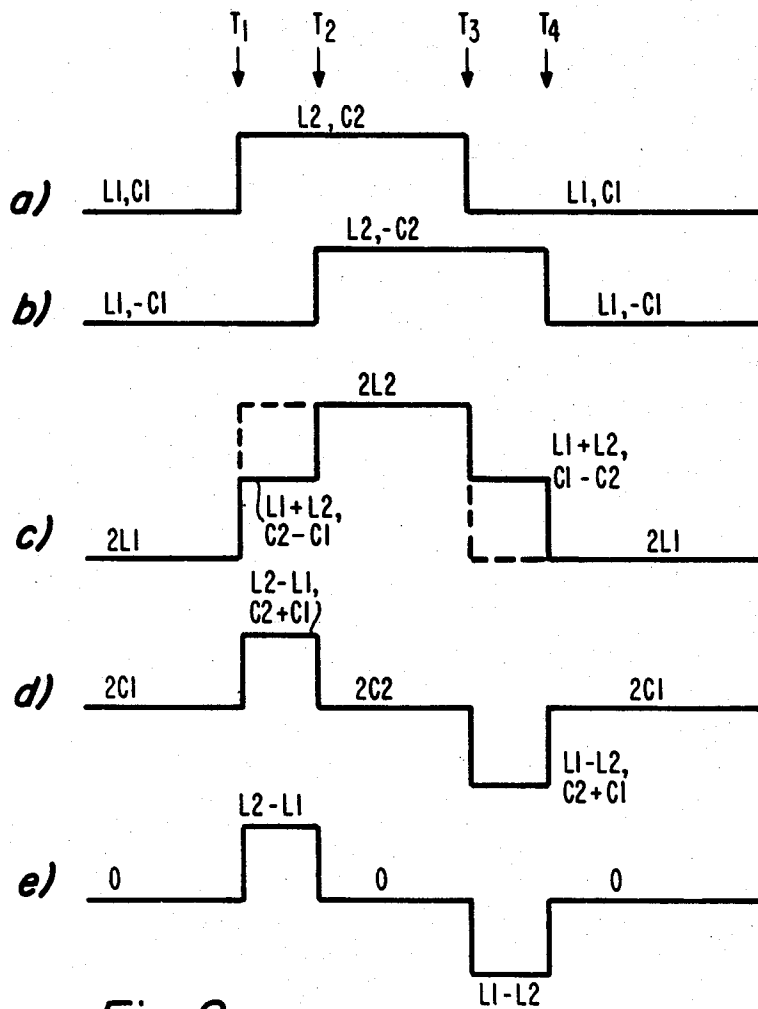 T1 T2 T3 T4
L2, C2
a) L1,C1 L1,C1
L2,-C2
b) L1,-C1 L1,-C1
2L2
L1+L2,
C1-C2
L1+L2,
C2-C1
c) 2L1 2L1
L2-L1,
C2+C1
d) 2C1 2C2 2C1
L1-L2,
C2+C1
L2-L1
e) 0 0 0
L1-L2